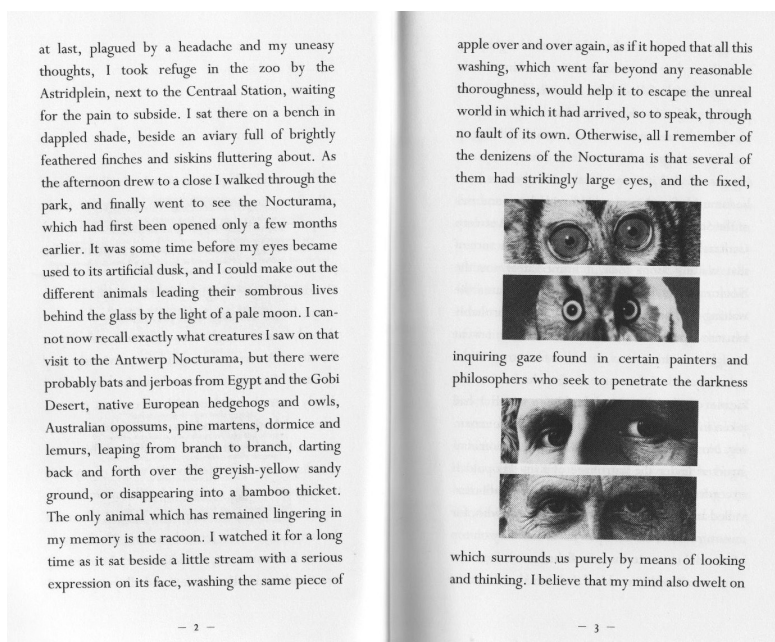 at last, plagued by a headache and my uneasy
thoughts, I took refuge in the zoo by the
Astridplein, next to the Centraal Station, waiting
for the pain to subside. I sat there on a bench in
dappled shade, beside an aviary full of brightly
feathered finches and siskins fluttering about. As
the afternoon drew to a close I walked through the
park, and finally went to see the Nocturama,
which had first been opened only a few months
earlier. It was some time before my eyes became
used to its artificial dusk, and I could make out the
different animals leading their sombrous lives
behind the glass by the light of a pale moon. I can-
not now recall exactly what creatures I saw on that
visit to the Antwerp Nocturama, but there were
probably bats and jerboas from Egypt and the Gobi
Desert, native European hedgehogs and owls,
Australian opossums, pine martens, dormice and
lemurs, leaping from branch to branch, darting
back and forth over the greyish-yellow sandy
ground, or disappearing into a bamboo thicket.
The only animal which has remained lingering in
my memory is the racoon. I watched it for a long
time as it sat beside a little stream with a serious
expression on its face, washing the same piece of
– 2 –
apple over and over again, as if it hoped that all this
washing, which went far beyond any reasonable
thoroughness, would help it to escape the unreal
world in which it had arrived, so to speak, through
no fault of its own. Otherwise, all I remember of
the denizens of the Nocturama is that several of
them had strikingly large eyes, and the fixed,
inquiring gaze found in certain painters and
philosophers who seek to penetrate the darkness
which surrounds us purely by means of looking
and thinking. I believe that my mind also dwelt on
– 3 –